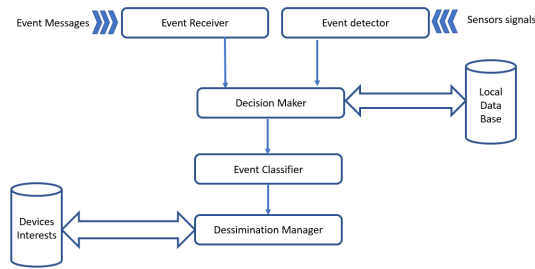 Event Messages
Event Receiver
Event detector
Sensors signals
Decision Maker
Local
Data
Base
Event Classifier
Devices
Interests
Dessimination Manager